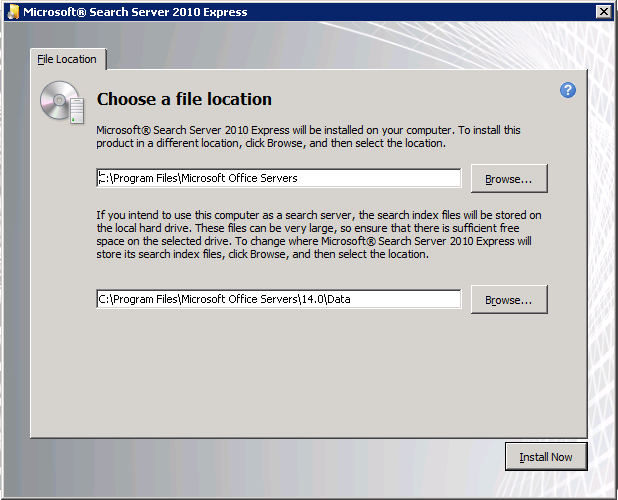 Microsoft® Search Server 2010 Express
File Location
Choose a file location
?
Microsoft® Search Server 2010 Express will be installed on your computer. To install this
product in a different location, click Browse, and then select the location.
C:\Program Files\Microsoft Office Servers
Browse...
If you intend to use this computer as a search server, the search index files will be stored on
the local hard drive. These files can be very large, so ensure that there is sufficient free
space on the selected drive. To change where Microsoft® Search Server 2010 Express will
store its search index files, click Browse, and then select the location.
C:\Program Files\Microsoft Office Servers\14.0\Data
Browse...
Install Now